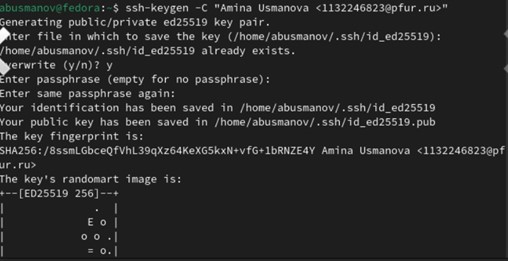 abusmanov@fedora:~$ ssh-keygen -C "Amina Usmanova <1132246823@pfur.ru>"
Generating public/private ed25519 key pair.
nter file in which to save the key (/home/abusmanov/.ssh/id_ed25519):
/home/abusmanov/.ssh/id_ed25519 already exists.
verwrite (y/n)? y
Enter passphrase (empty for no passphrase):
Enter same passphrase again:
Your identification has been saved in /home/abusmanov/.ssh/id_ed25519
Your public key has been saved in /home/abusmanov/.ssh/id_ed25519.pub
The key fingerprint is:
SHA256:/8ssmLGbceQfVhL39qXz64KeXG5kxN+vfG+1bRNZE4Y Amina Usmanova <1132246823@pf
ur.ru>
The key's randomart image is:
+--[ED25519 256]--+
|              .  |
|             E o |
|            o o .|
|             = o.|